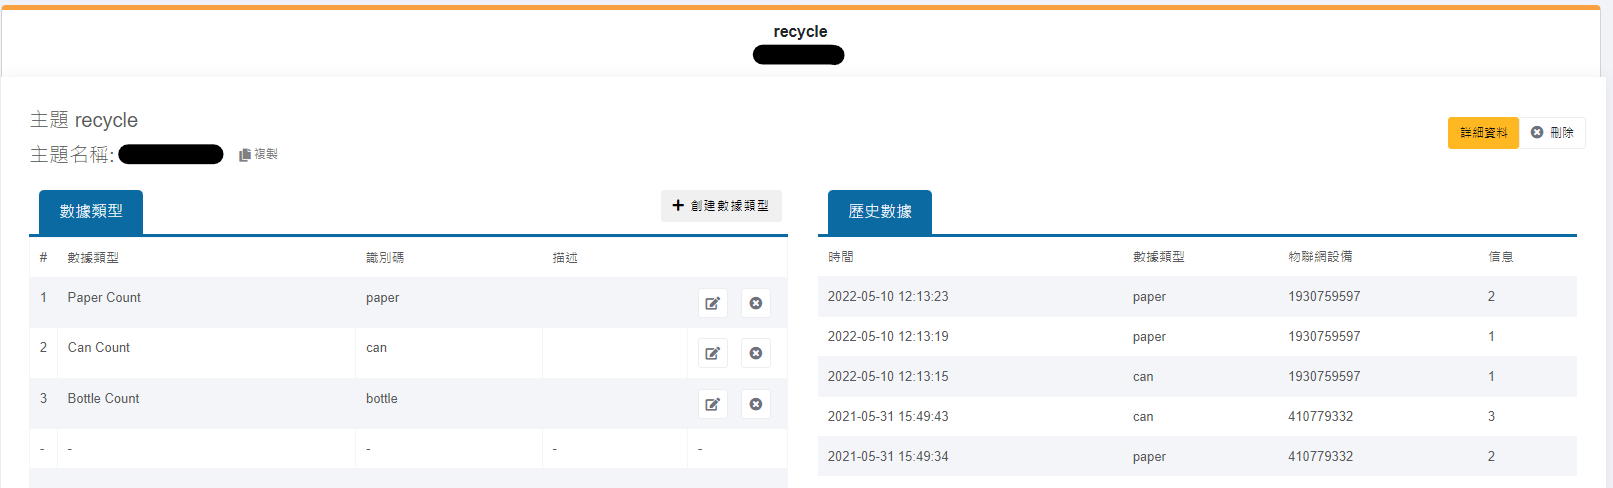 recycle
主題 recycle
主題名稱:
複製
詳細資料
刪除
數據類型
創建數據類型
# 數據類型 識別碼 描述
1 Paper Count paper
2 Can Count can
3 Bottle Count bottle
- - - - -
歷史數據
時間 數據類型 物聯網設備 信息
2022-05-10 12:13:23 paper 1930759597 2
2022-05-10 12:13:19 paper 1930759597 1
2022-05-10 12:13:15 can 1930759597 1
2021-05-31 15:49:43 can 410779332 3
2021-05-31 15:49:34 paper 410779332 2